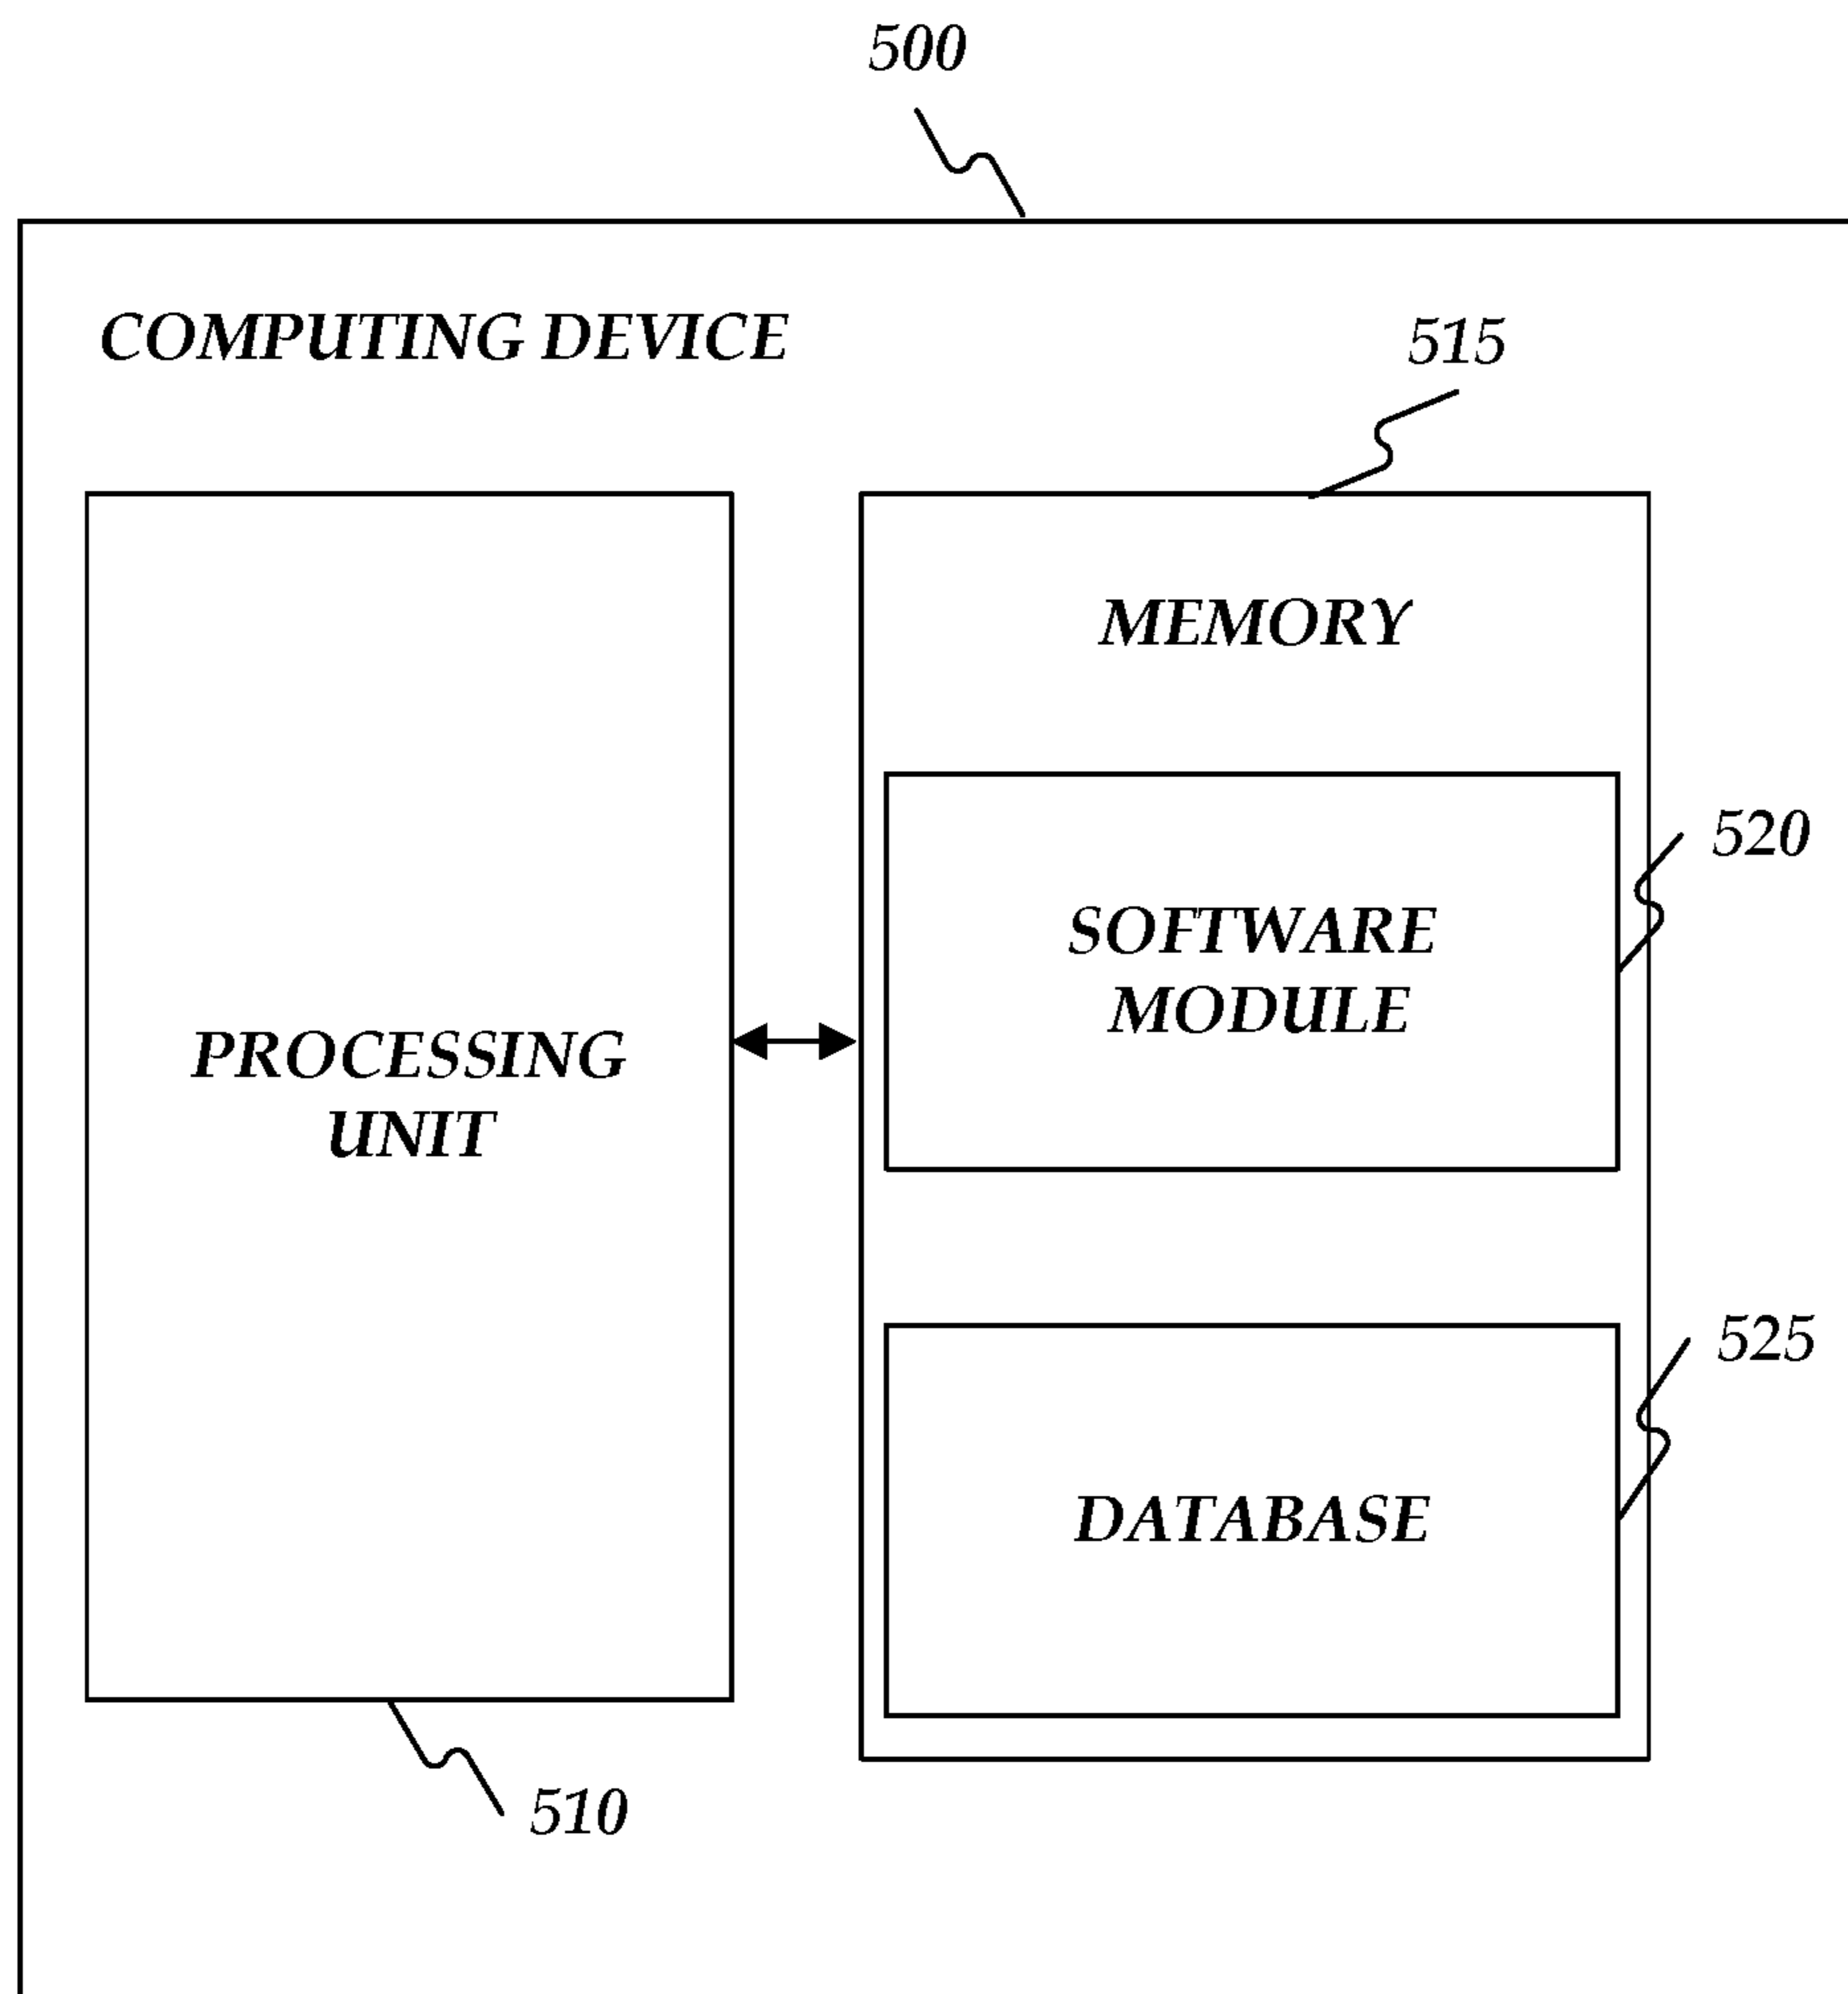 500
COMPUTING DEVICE
515
MEMORY
520
SOFTWARE
MODULE
PROCESSING
UNIT
525
DATABASE
510